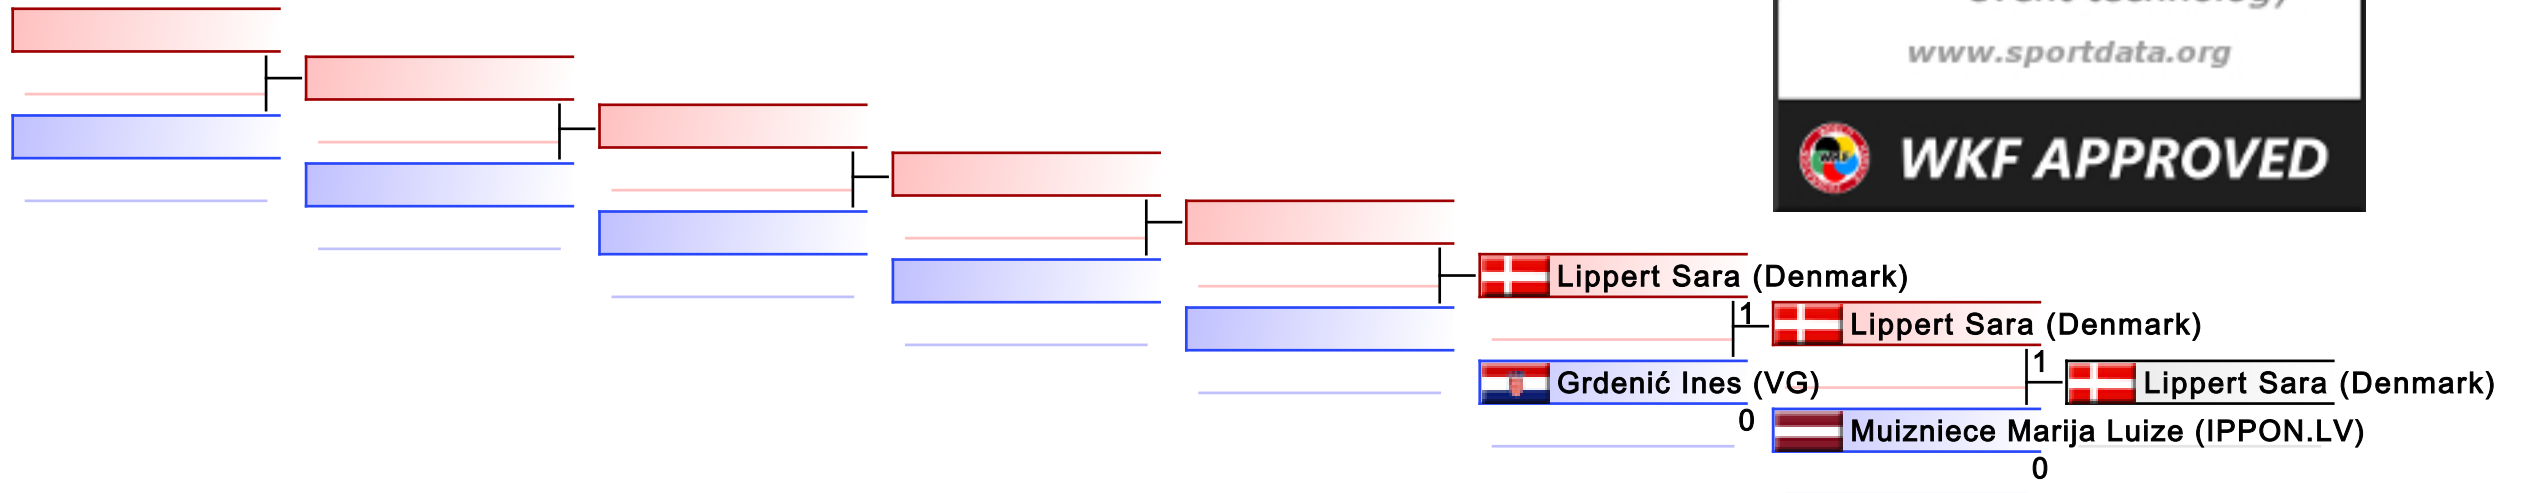 www.sportdata.org
WKF APPROVED
Lippert Sara (Denmark)
1
Lippert Sara (Denmark)
Grdenić Ines (VG)
0
1
Lippert Sara (Denmark)
Muizniece Marija Luize (IPPON.LV)
0